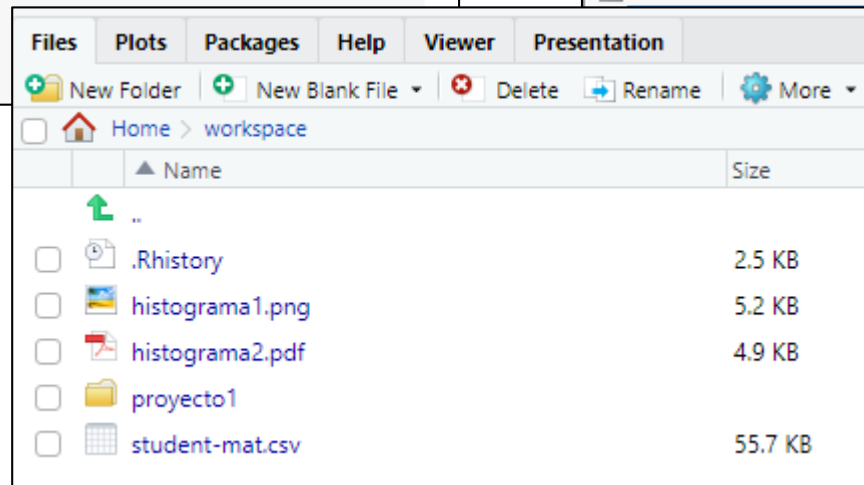 Files Plots Packages Help Viewer Presentation
New Folder New Blank File Delete Rename More
Home > workspace
Name Size
..
.Rhistory 2.5 KB
histograma1.png 5.2 KB
histograma2.pdf 4.9 KB
proyecto1
student-mat.csv 55.7 KB